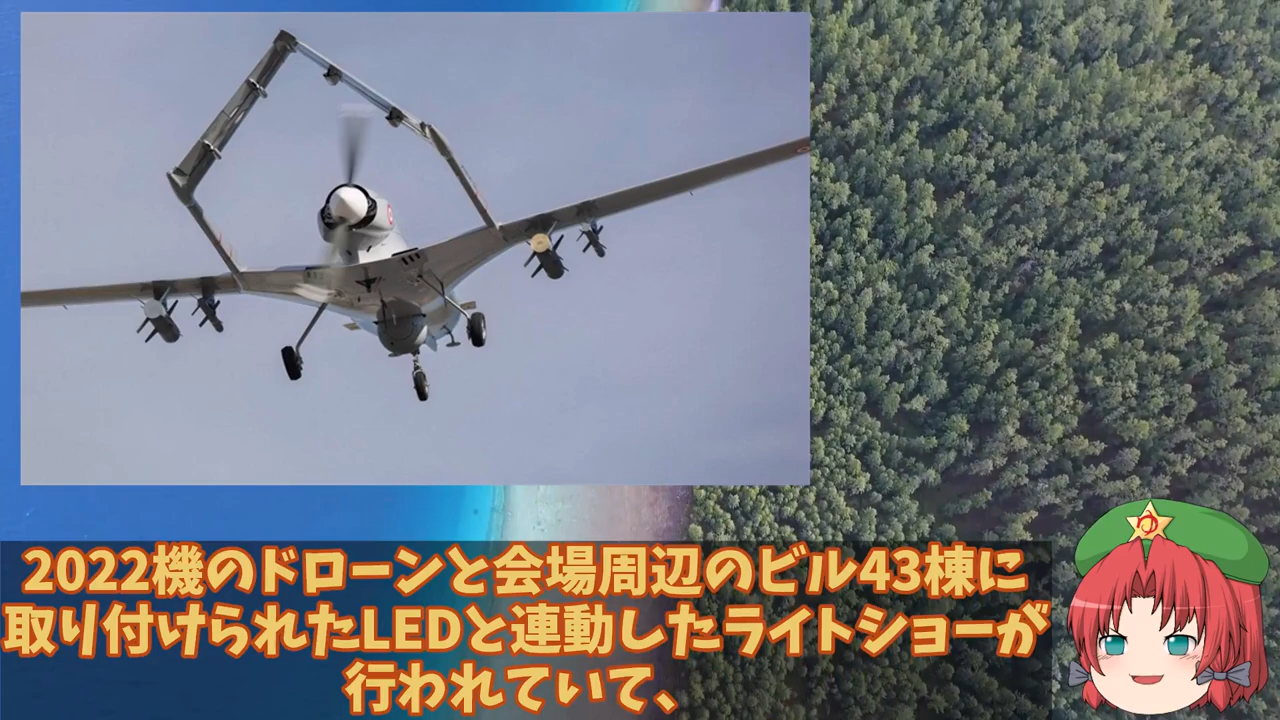 2022機のドローンと会場周辺のビル43棟に
取り付けられたLEDと連動したライトショーが
行われていて、